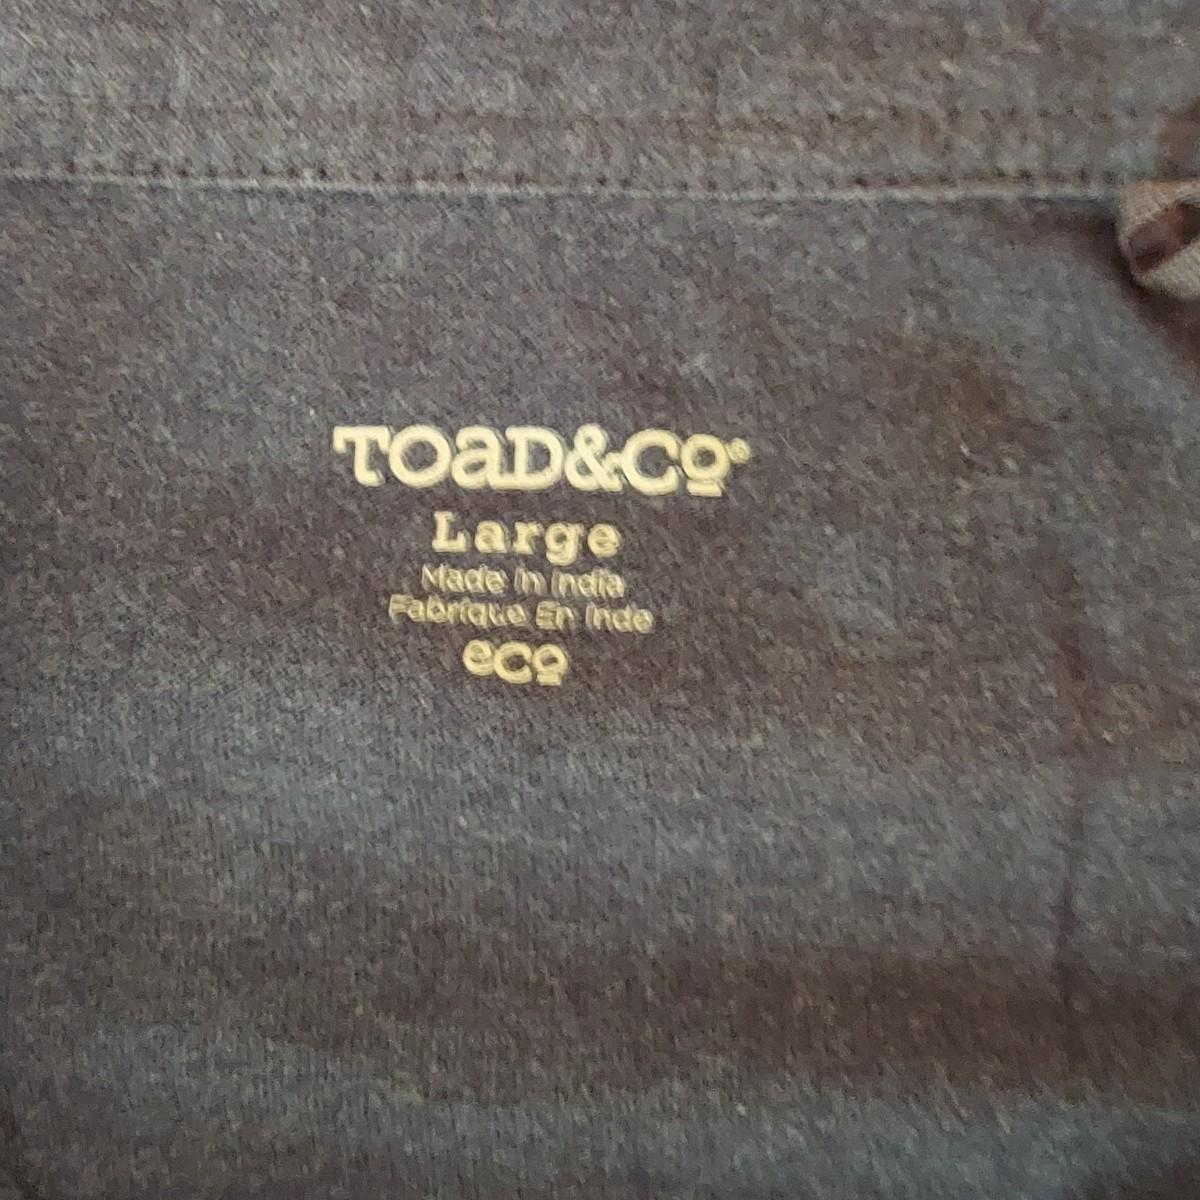 TOaD&Co®
Large
Made in India
Fabrique En Inde
eco